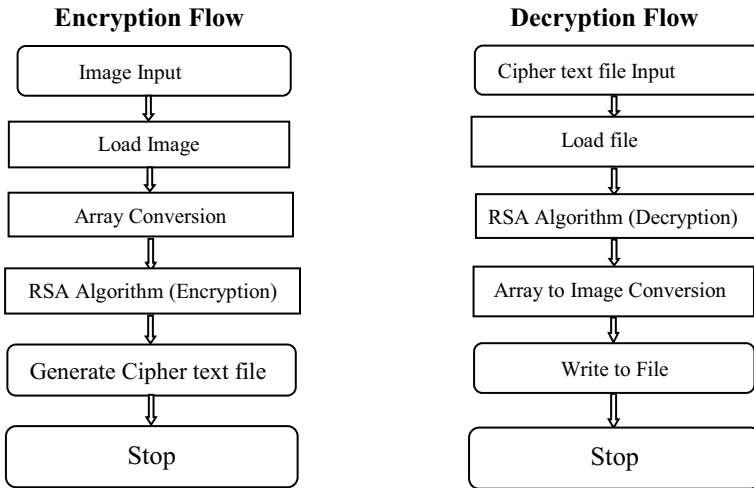 Encryption Flow
Image Input
Load Image
Array Conversion
RSA Algorithm (Encryption)
Generate Cipher text file
Stop
Decryption Flow
Cipher text file Input
Load file
RSA Algorithm (Decryption)
Array to Image Conversion
Write to File
Stop